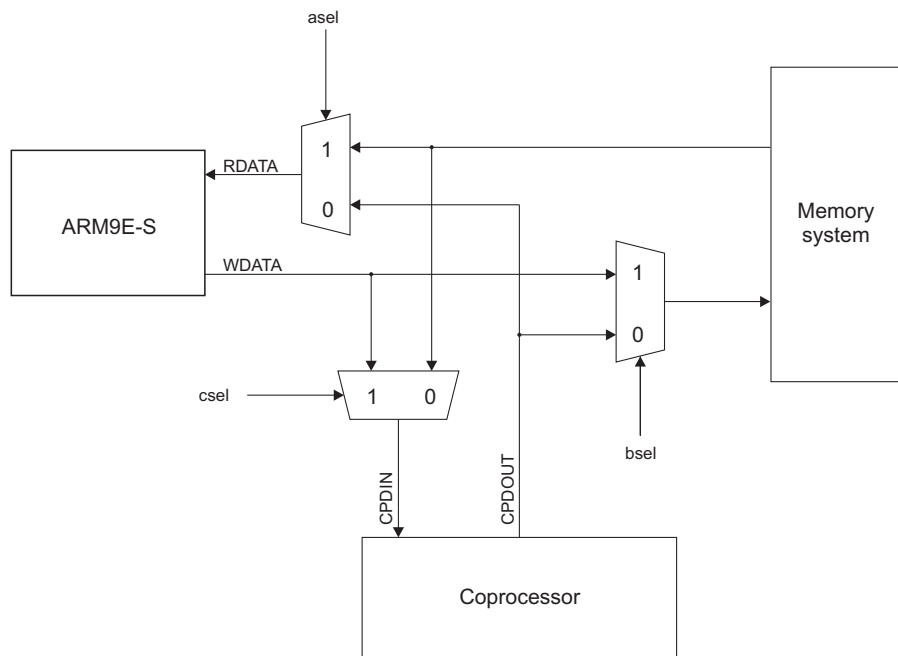 asel
1
RDATA
0
ARM9E-S
Memory
system
WDATA
1
0
csel
1 0
bsel
CPDIN
CPDOUT
Coprocessor